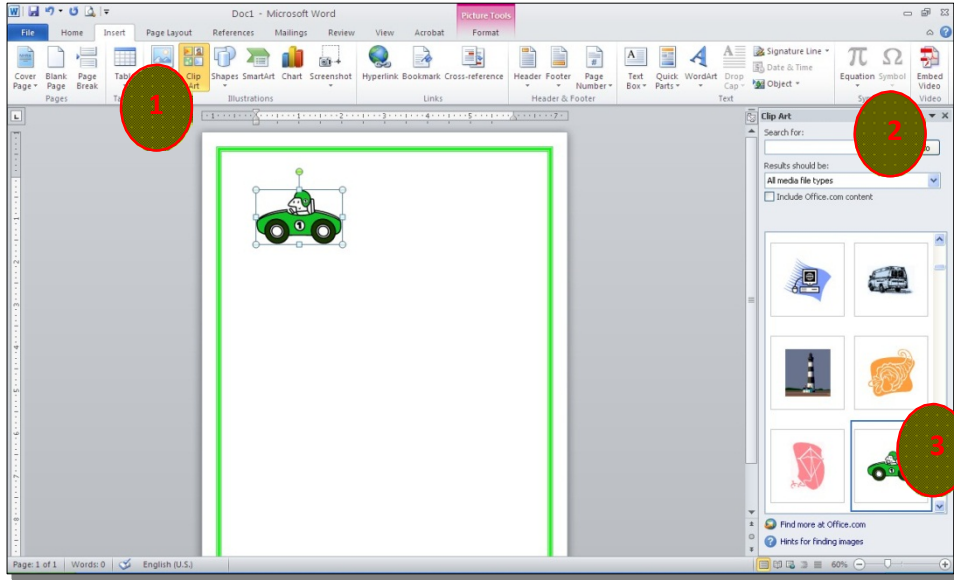 W
Doc1 - Microsoft Word
Picture Tools
File Home Insert Page Layout References Mailings Review View Acrobat Format
Cover Page Blank Page Page Break Clip Art Shapes SmartArt Chart Screenshot Hyperlink Bookmark Cross-reference Header Footer Page Number Text Box Quick Parts WordArt Drop Cap Signature Line Date & Time Object Equation Symbol Embed Video
Pages Illustrations Links Header & Footer Text Video
1
2
3
Clip Art
Search for:
Results should be:
All media file types
Include Office.com content
1
Find more at Office.com
Hints for finding images
Page: 1 of 1 Words: 0 English (U.S.) 60%